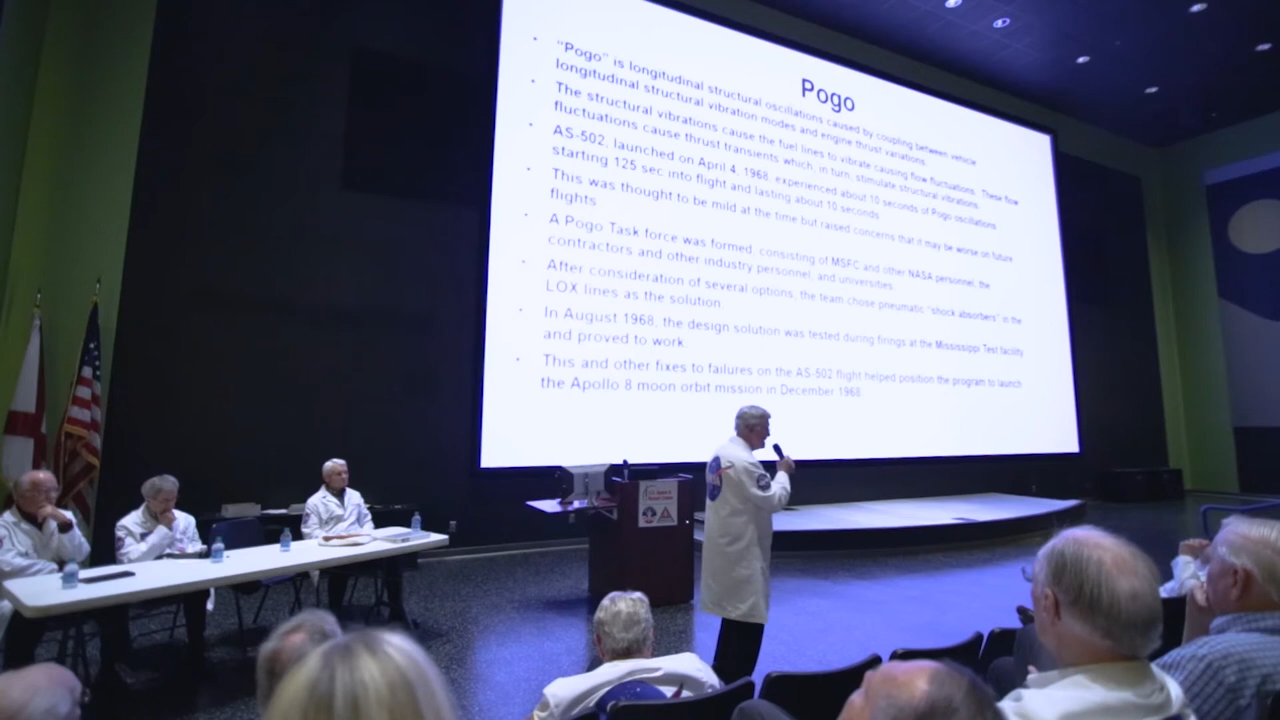 Pogo
"Pogo" is longitudinal structural oscillations caused by coupling between vehicle
longitudinal structural vibration modes and engine thrust variations.
The structural vibrations cause the fuel lines to vibrate causing flow fluctuations. These flow
fluctuations cause thrust transients which, in turn, stimulate structural vibrations.
AS-502, launched on April 4, 1968, experienced about 10 seconds of Pogo oscillations
starting 125 sec into flight and lasting about 10 seconds
This was thought to be mild at the time but raised concerns that it may be worse on future
flights.
A Pogo Task force was formed, consisting of MSFC and other NASA personnel, the
contractors and other industry personnel, and universities.
After consideration of several options, the team chose pneumatic "shock absorbers" in the
LOX lines as the solution.
In August 1968, the design solution was tested during firings at the Mississippi Test facility
and proved to work.
This and other fixes to failures on the AS-502 flight helped position the program to launch
the Apollo 8 moon orbit mission in December 1968.